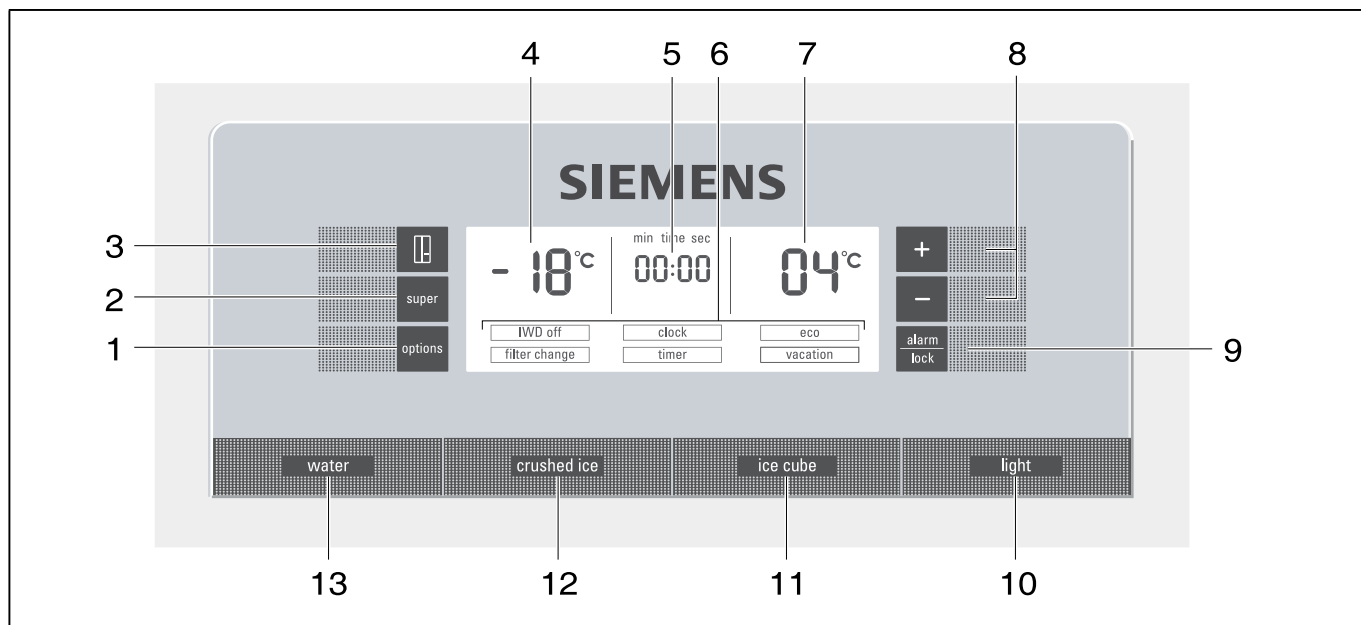 4 5 6 7 8
SIEMENS
3
min time sec
- 18°C 00:00 04°C
+
2 super
−
IWD off clock eco
1 options
alarm
lock
9
filter change timer vacation
water crushed ice ice cube light
13 12 11 10